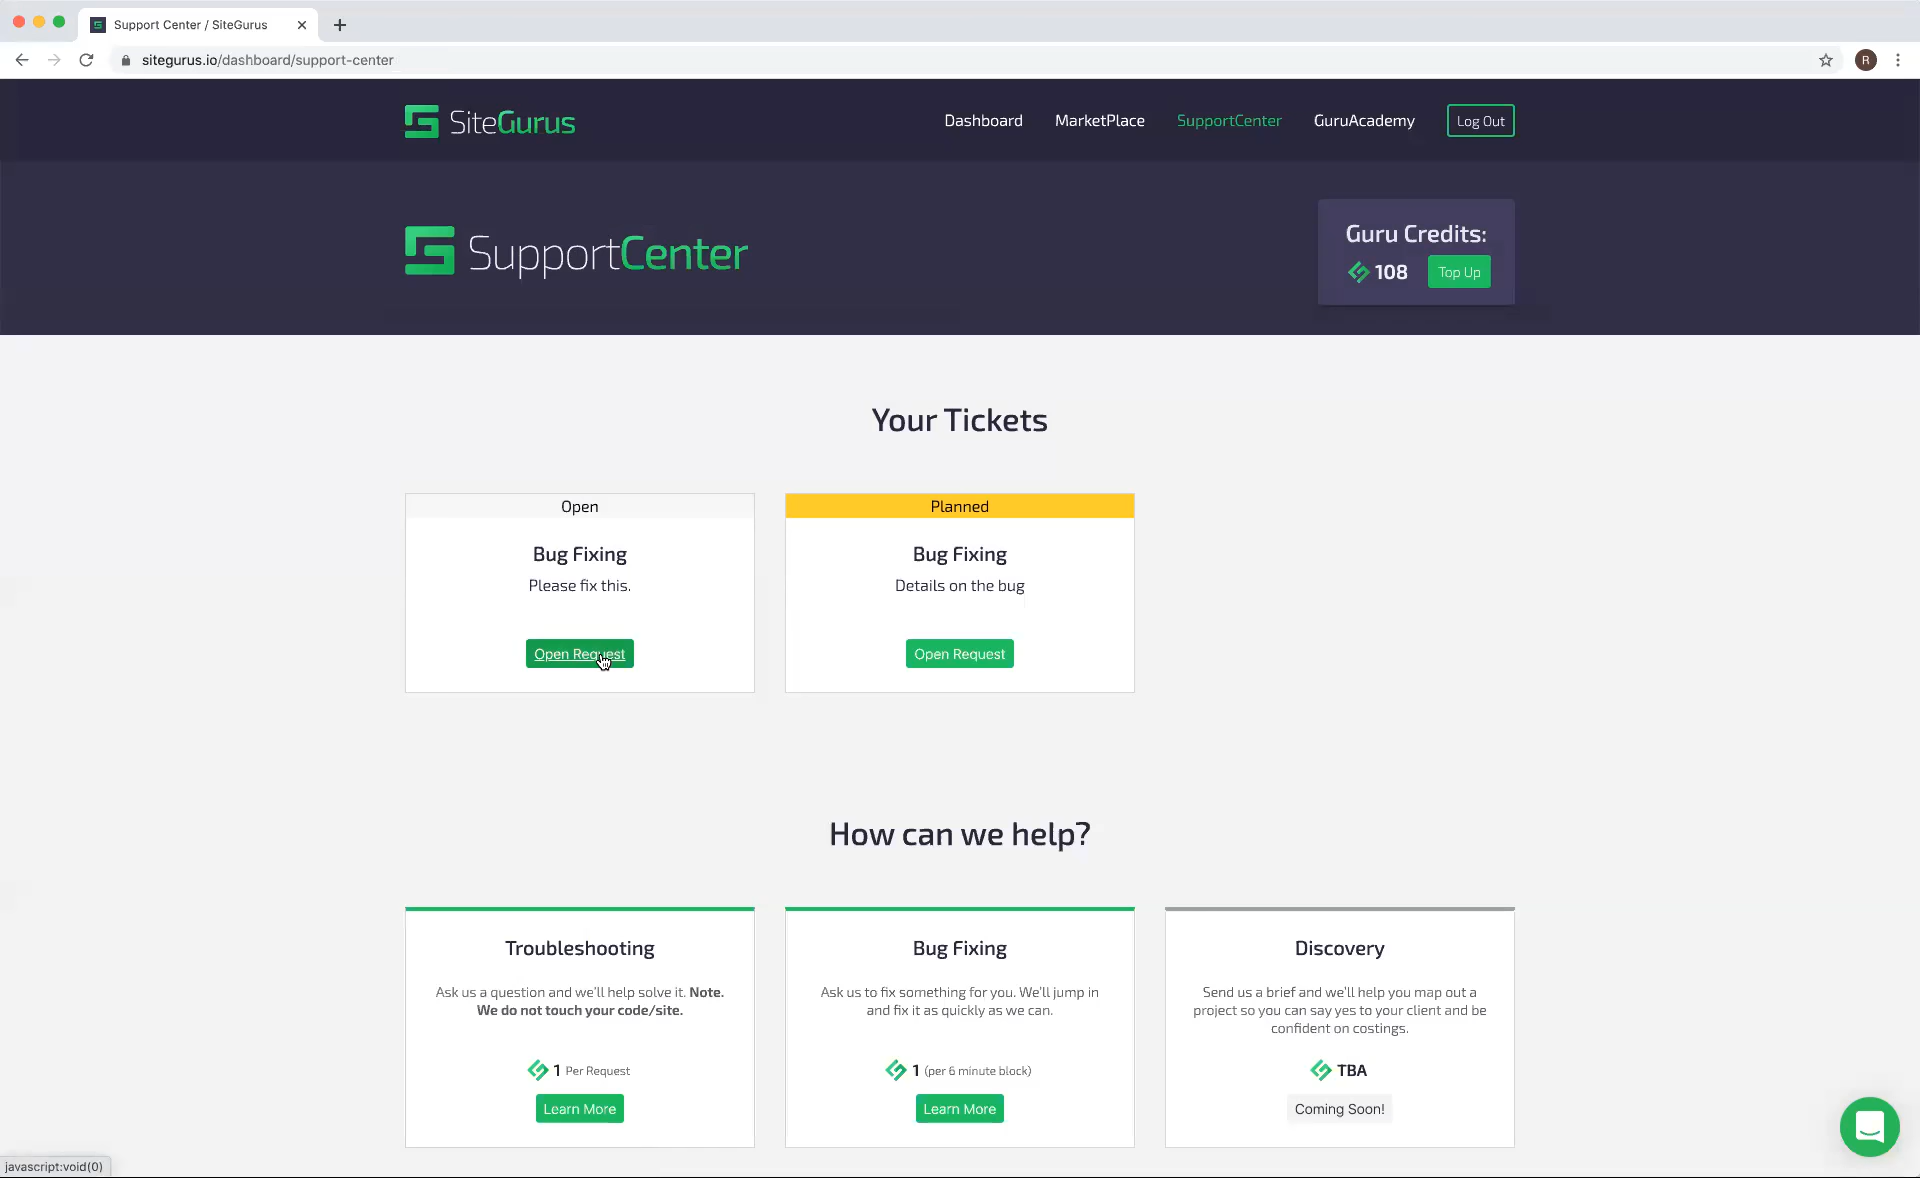 Support Center / SiteGurus
sitegurus.io/dashboard/support-center
R
SiteGurus
Dashboard
MarketPlace
SupportCenter
GuruAcademy
Log Out
SupportCenter
Guru Credits:
108
Top Up
Your Tickets
Open
Bug Fixing
Please fix this.
Open Request
Planned
Bug Fixing
Details on the bug
Open Request
How can we help?
Troubleshooting
Ask us a question and we'll help solve it. Note.
We do not touch your code/site.
1 Per Request
Learn More
Bug Fixing
Ask us to fix something for you. We'll jump in
and fix it as quickly as we can.
1 (per 6 minute block)
Learn More
Discovery
Send us a brief and we'll help you map out a
project so you can say yes to your client and be
confident on costings.
TBA
Coming Soon!
javascript:void(0)